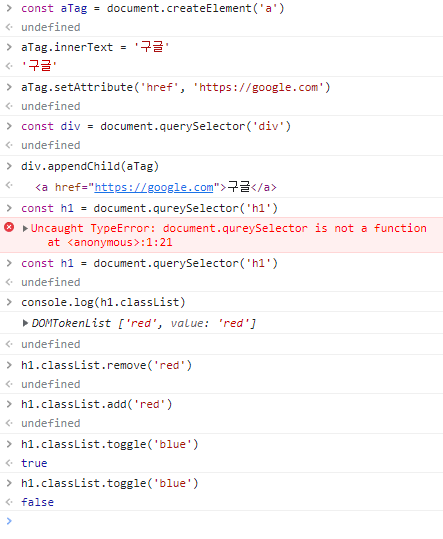 const aTag = document.createElement('a')
undefined
aTag.innerText = '구글'
'구글'
aTag.setAttribute('href', 'https://google.com')
undefined
const div = document.querySelector('div')
undefined
div.appendChild(aTag)
<a href="https://google.com">구글</a>
const h1 = document.qureySelector('h1')
Uncaught TypeError: document.qureySelector is not a function
at <anonymous>:1:21
const h1 = document.querySelector('h1')
undefined
console.log(h1.classList)
DOMTokenList ['red', value: 'red']
undefined
h1.classList.remove('red')
undefined
h1.classList.add('red')
undefined
h1.classList.toggle('blue')
true
h1.classList.toggle('blue')
false